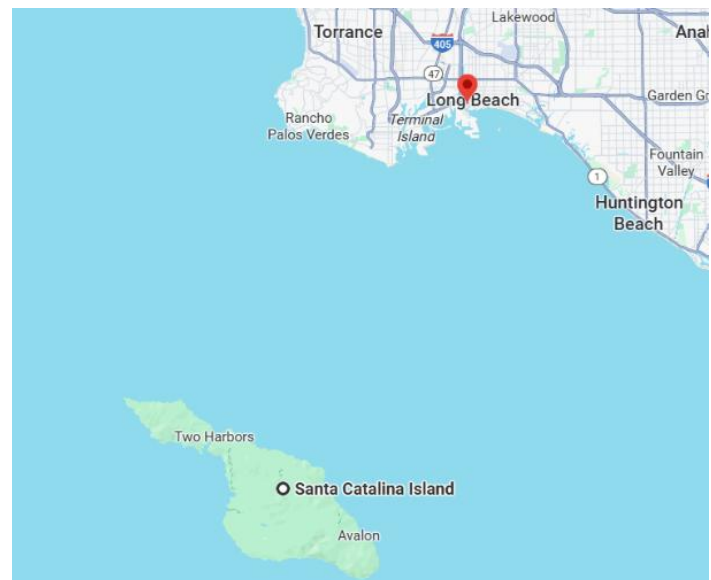 Lakewood
Torrance
Anah
405
47
Long Beach
Garden Gr
Rancho
Palos Verdes
Terminal
Island
Fountain
Valley
1
Huntington
Beach
Two Harbors
Santa Catalina Island
Avalon